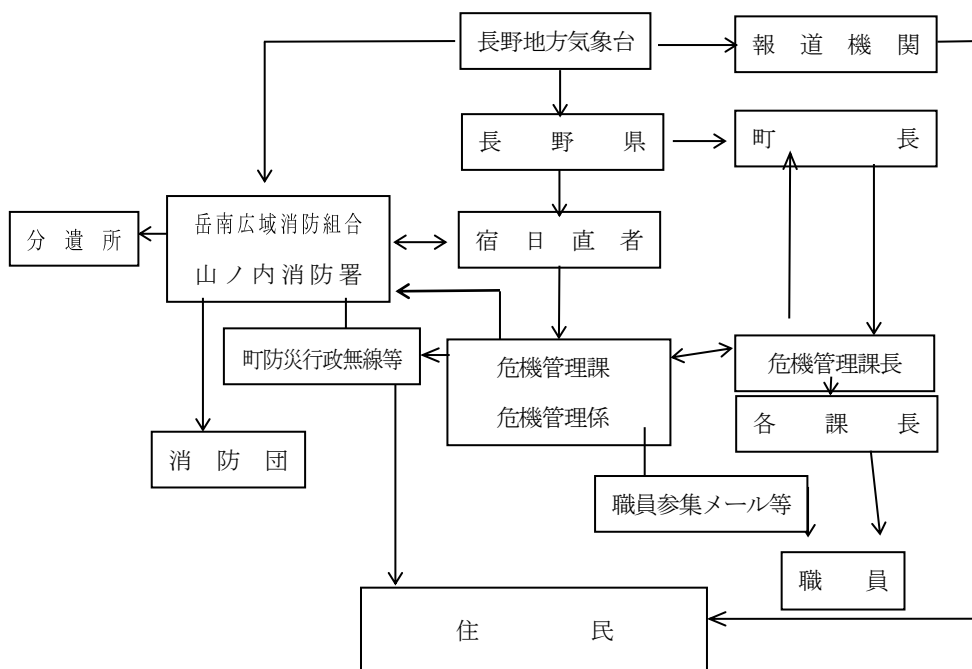 長野地方気象台
報道機関
長野県
町長
岳南広域消防組合
山ノ内消防署
分遣所
宿日直者
町防災行政無線等
危機管理課
危機管理係
危機管理課長
各課長
消防団
職員参集メール等
職員
住民